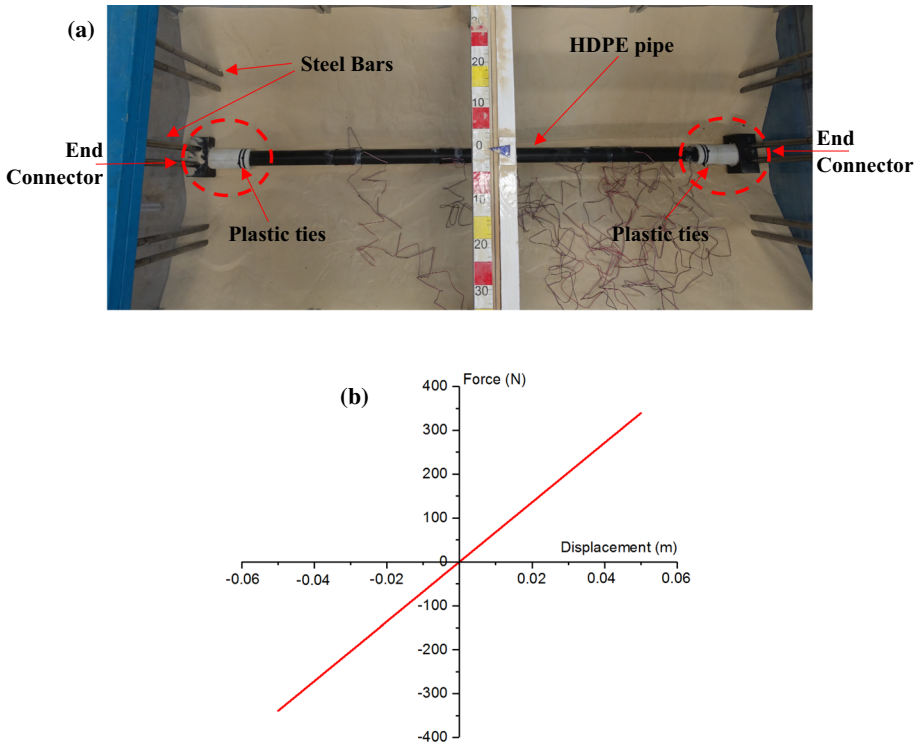 (a)
Steel Bars
HDPE pipe
End
Connector
End
Connector
Plastic ties
Plastic ties
20
10
0
10
20
30
(b)
Force (N)
400
300
200
100
0
-100
-200
-300
-400
Displacement (m)
-0.06
-0.04
-0.02
0.02
0.04
0.06